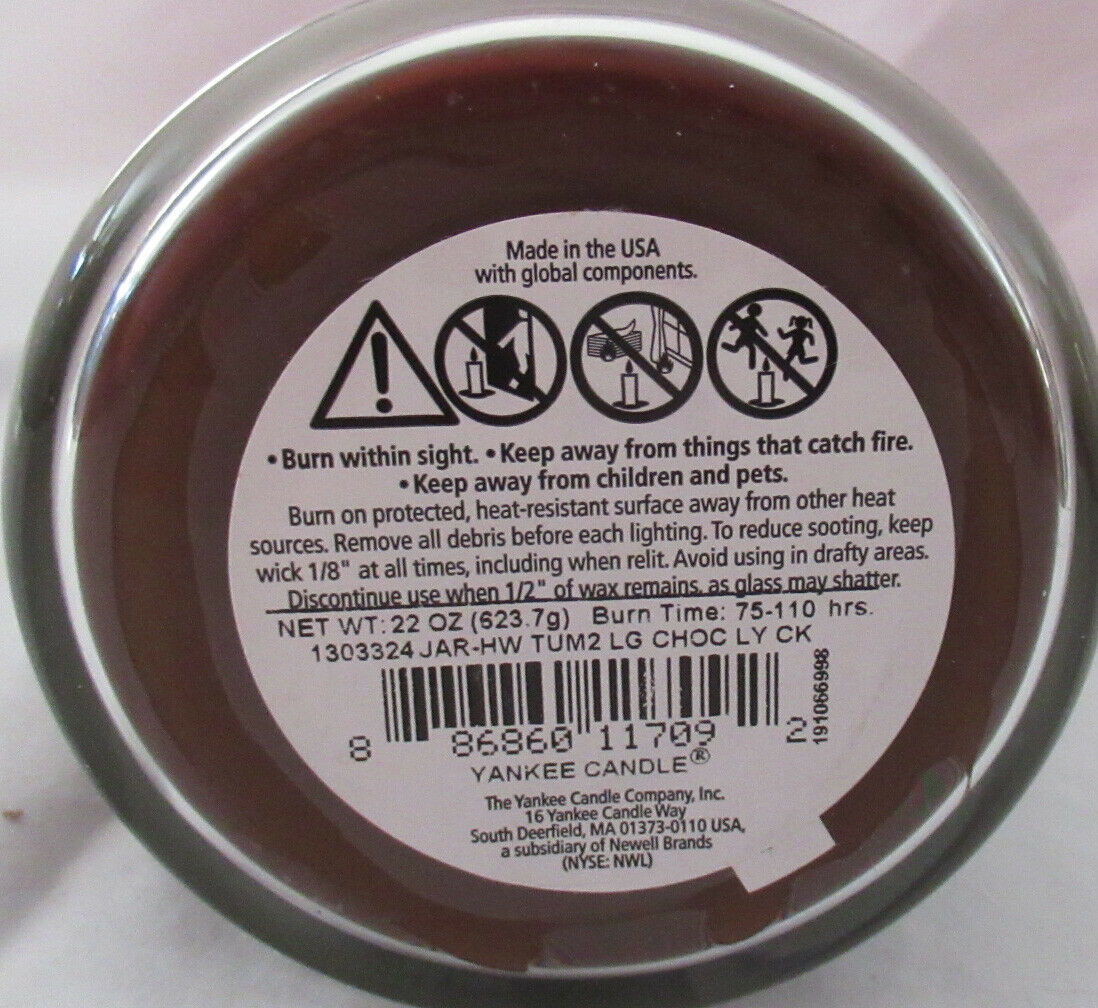 Made in the USA
with global components.
• Burn within sight. • Keep away from things that catch fire.
• Keep away from children and pets.
Burn on protected, heat-resistant surface away from other heat
sources. Remove all debris before each lighting. To reduce sooting, keep
wick 1/8" at all times, including when relit. Avoid using in drafty areas.
Discontinue use when 1/2" of wax remains, as glass may shatter.
NET WT: 22 OZ (623.7g) Burn Time: 75-110 hrs.
1303324 JAR-HW TUM2 LG CHOC LY CK
8 86860 11709 2
191066998
YANKEE CANDLE®
The Yankee Candle Company, Inc.
16 Yankee Candle Way
South Deerfield, MA 01373-0110 USA,
a subsidiary of Newell Brands
(NYSE: NWL)